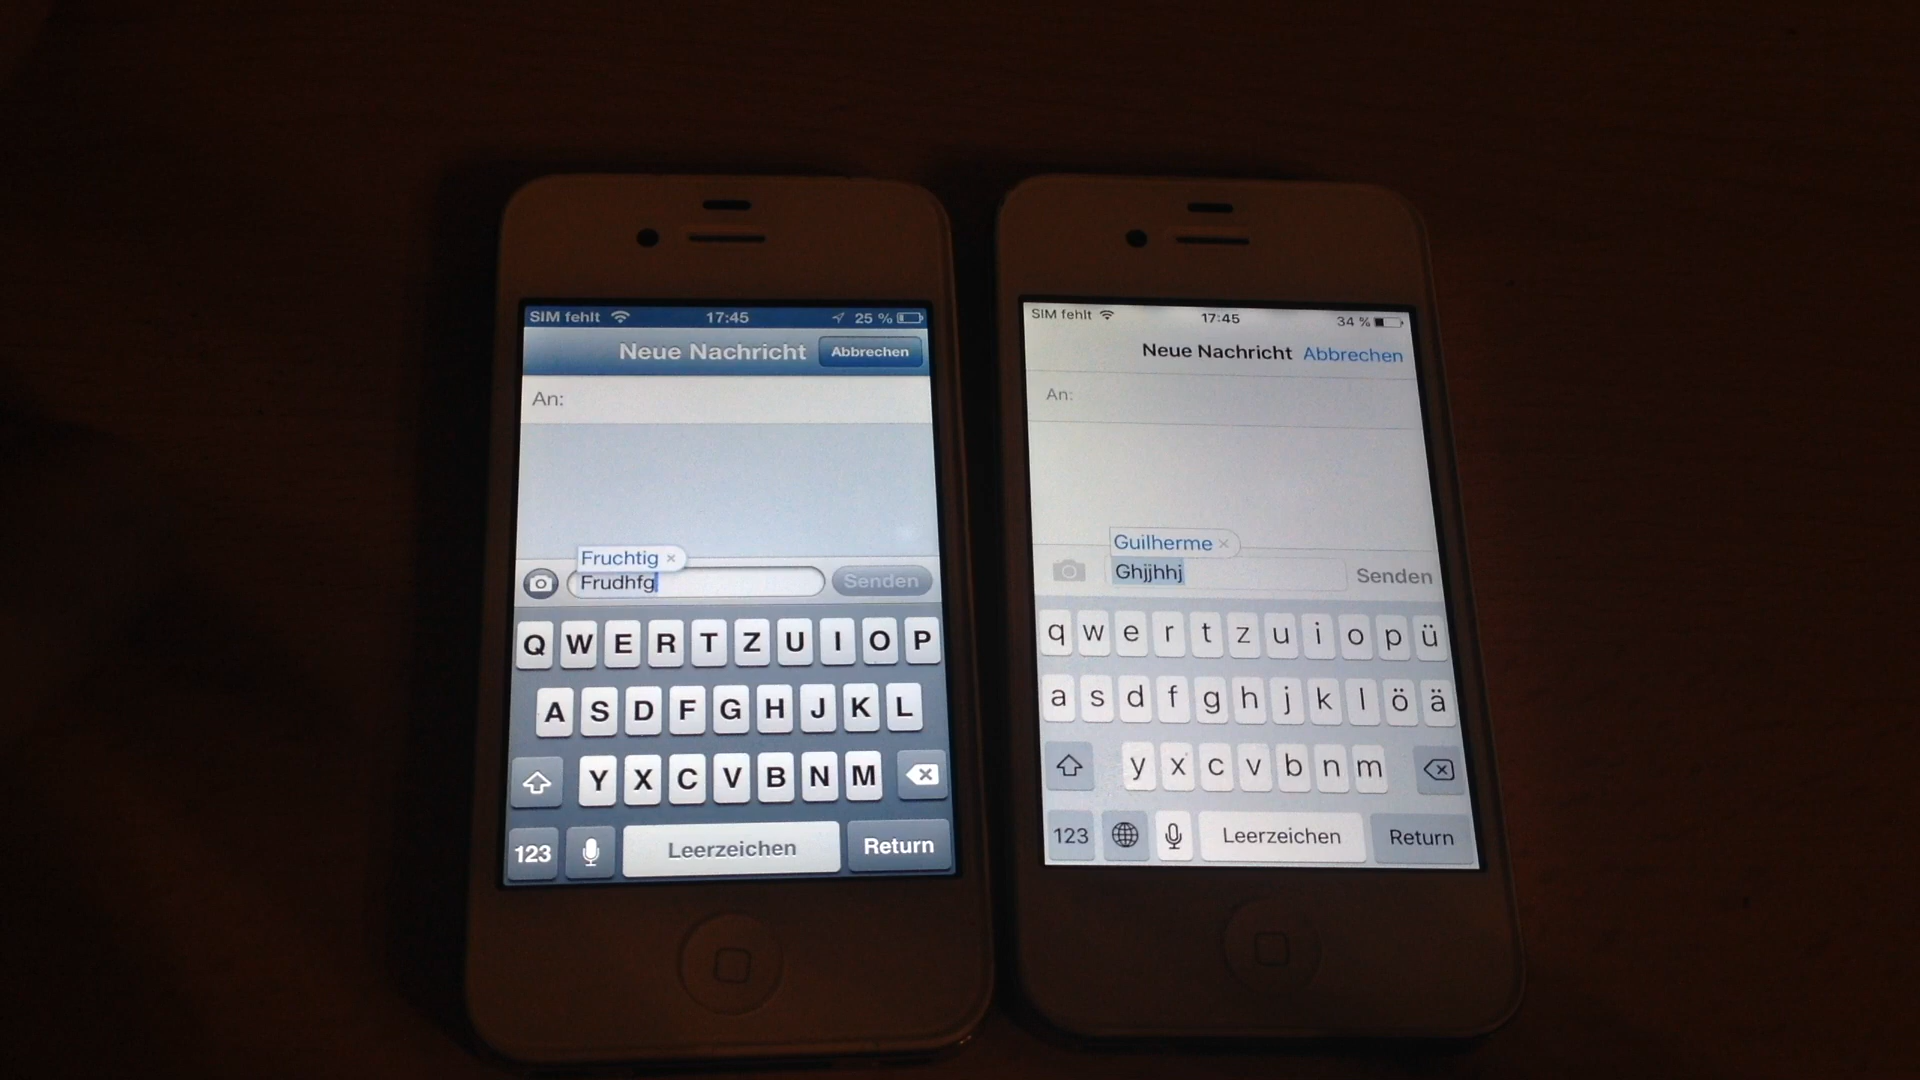 SIM fehlt 17:45 25 %
Neue Nachricht Abbrechen
An:
Fruchtig ×
Frudhfg Senden
Q W E R T Z U I O P
A S D F G H J K L
Y X C V B N M
123 Leerzeichen Return
SIM fehlt 17:45 34 %
Neue Nachricht Abbrechen
An:
Guilherme ×
Ghjjhhj Senden
q w e r t z u i o p ü
a s d f g h j k l ö ä
y x c v b n m
123 Leerzeichen Return